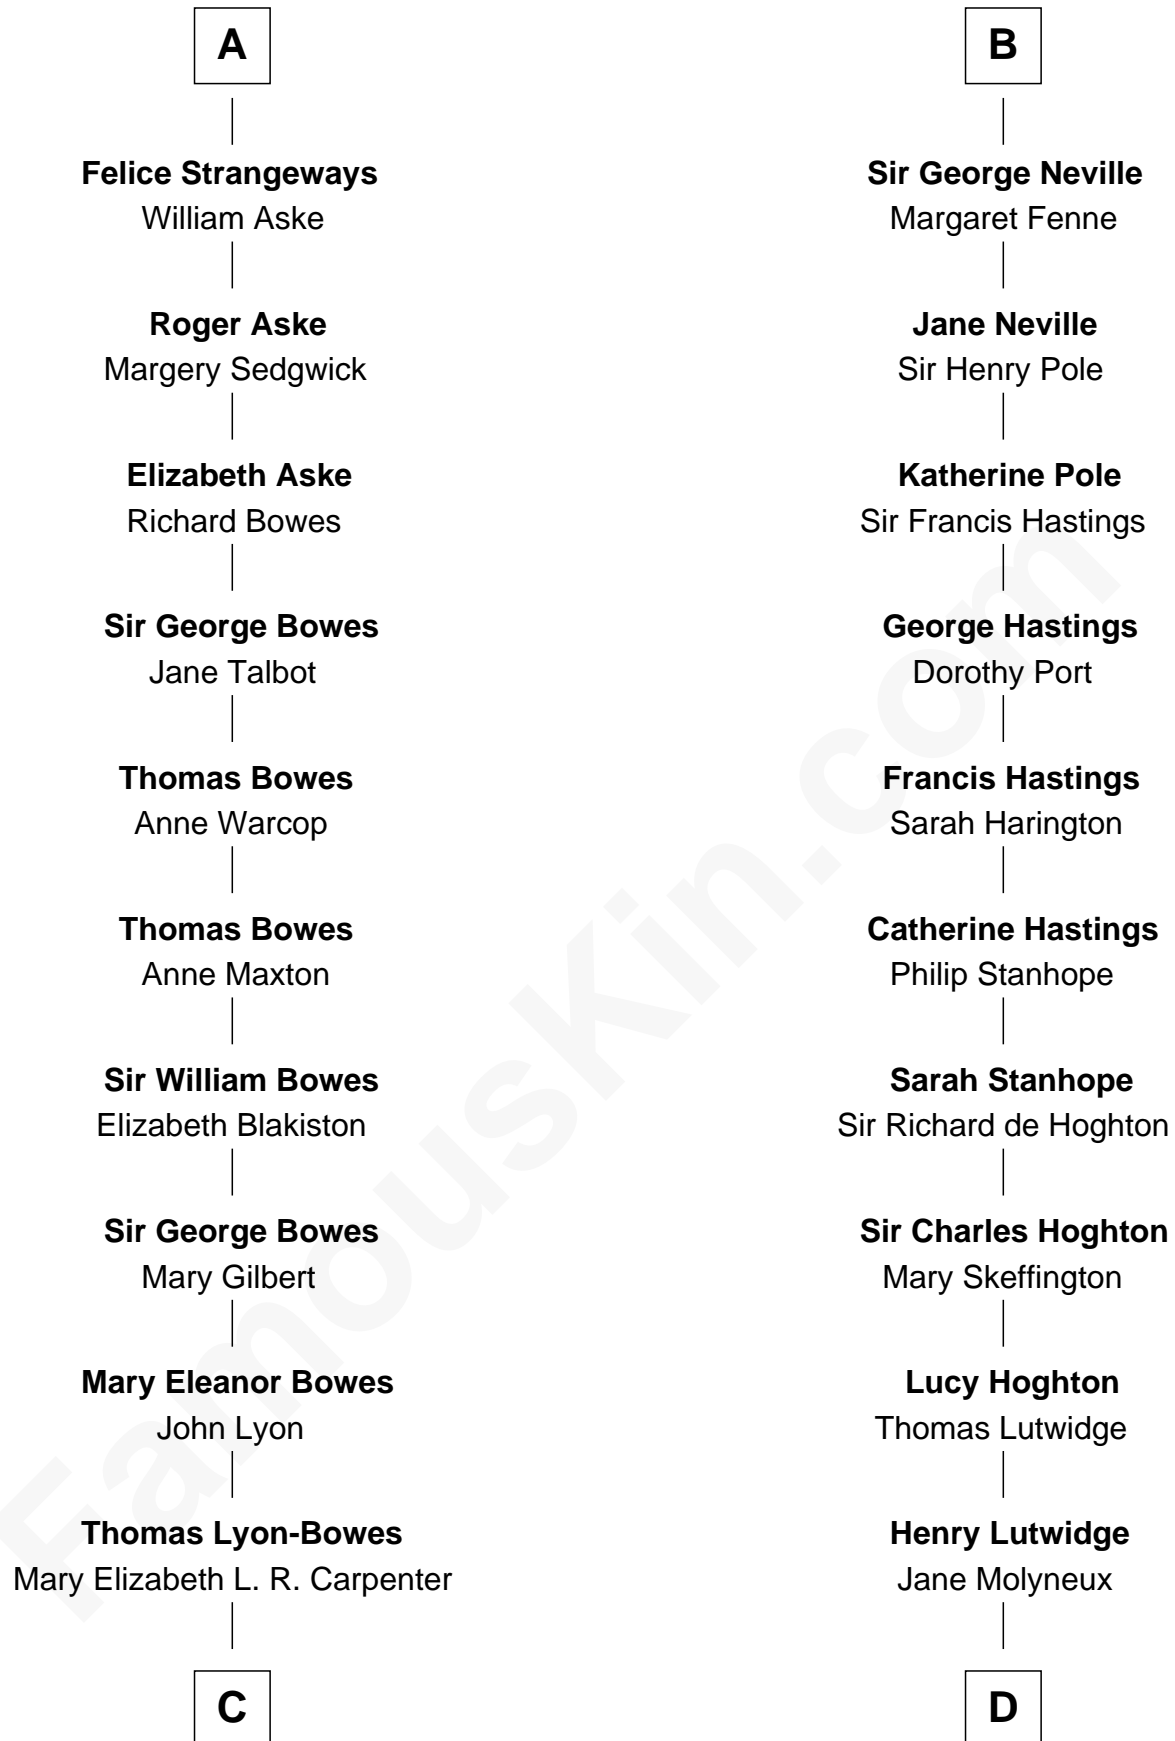 A
Felice Strangeways
William Aske
Roger Aske
Margery Sedgwick
Elizabeth Aske
Richard Bowes
Sir George Bowes
Jane Talbot
Thomas Bowes
Anne Warcop
Thomas Bowes
Anne Maxton
Sir William Bowes
Elizabeth Blakiston
Sir George Bowes
Mary Gilbert
Mary Eleanor Bowes
John Lyon
Thomas Lyon-Bowes
Mary Elizabeth L. R. Carpenter
C
B
Sir George Neville
Margaret Fenne
Jane Neville
Sir Henry Pole
Katherine Pole
Sir Francis Hastings
George Hastings
Dorothy Port
Francis Hastings
Sarah Harington
Catherine Hastings
Philip Stanhope
Sarah Stanhope
Sir Richard de Hoghton
Sir Charles Hoghton
Mary Skeffington
Lucy Hoghton
Thomas Lutwidge
Henry Lutwidge
Jane Molyneux
D
FamousKin.com